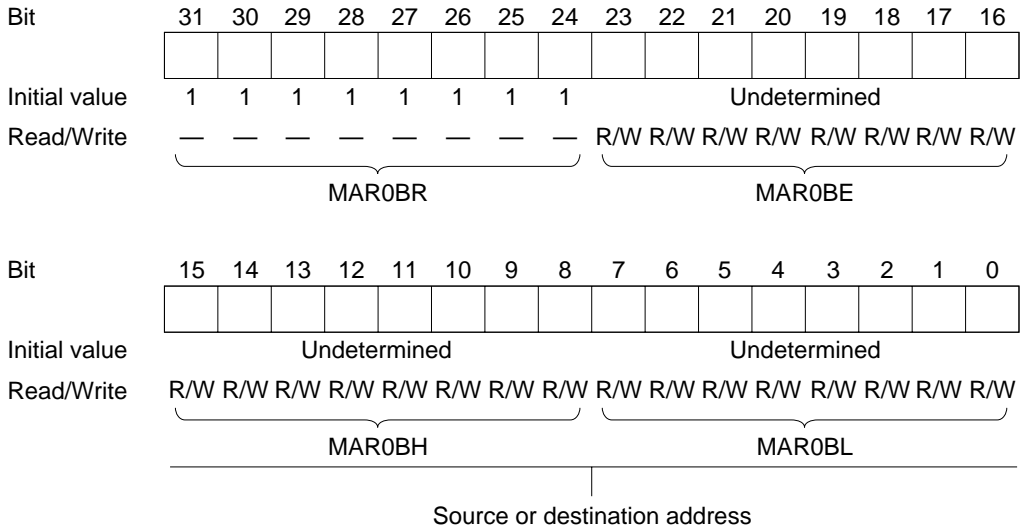 Bit 31 30 29 28 27 26 25 24 23 22 21 20 19 18 17 16
Initial value 1 1 1 1 1 1 1 1 Undetermined
Read/Write — — — — — — — — R/W R/W R/W R/W R/W R/W R/W R/W
MAR0BR MAR0BE
Bit 15 14 13 12 11 10 9 8 7 6 5 4 3 2 1 0
Initial value Undetermined Undetermined
Read/Write R/W R/W R/W R/W R/W R/W R/W R/W R/W R/W R/W R/W R/W R/W R/W R/W
MAR0BH MAR0BL
Source or destination address